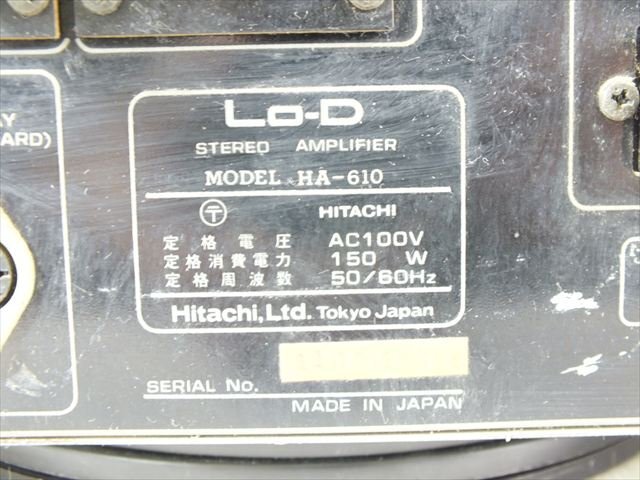 ARD)
Lo-D
STEREO AMPLIFIER
MODEL HA-610
〒 HITACHI
定格電圧 AC100V
定格消費電力 150 W
定格周波数 50/60Hz
Hitachi, Ltd. Tokyo Japan
SERIAL No.
MADE IN JAPAN